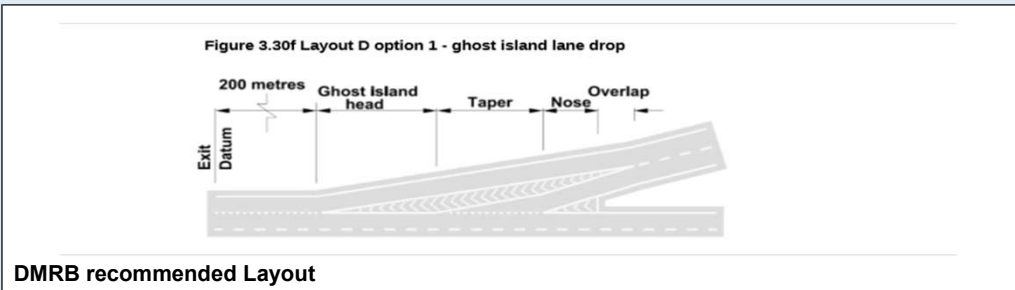 Figure 3.30f Layout D option 1 - ghost island lane drop
200 metres
Ghost Island
head
Taper
Nose
Overlap
Exit
Datum
DMRB recommended Layout